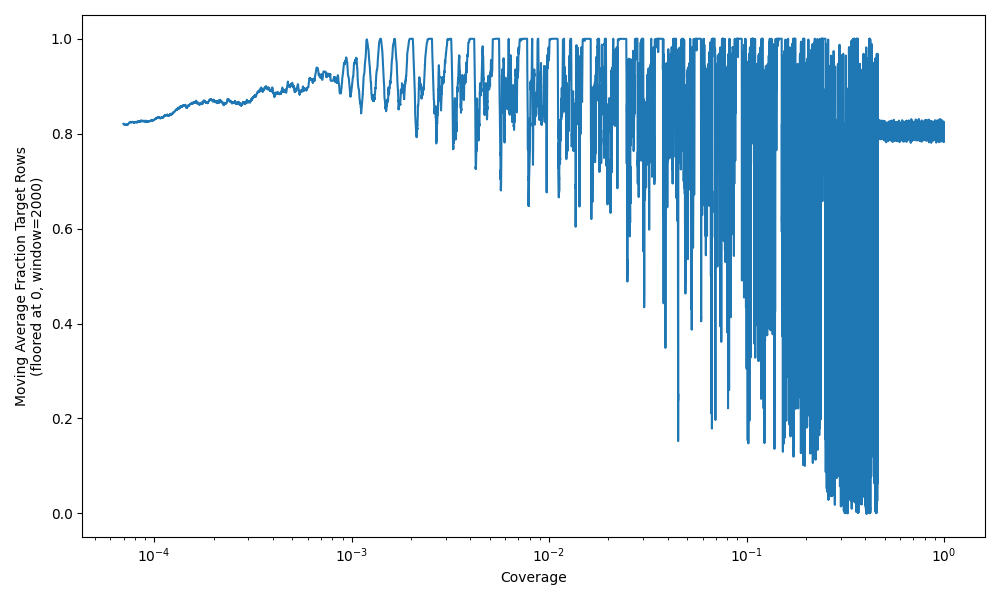 Moving Average Fraction Target Rows
(floored at 0, window=2000)
1.0
0.8
0.6
0.4
0.2
0.0
10⁻⁴ 10⁻³ 10⁻² 10⁻¹ 10⁰
Coverage